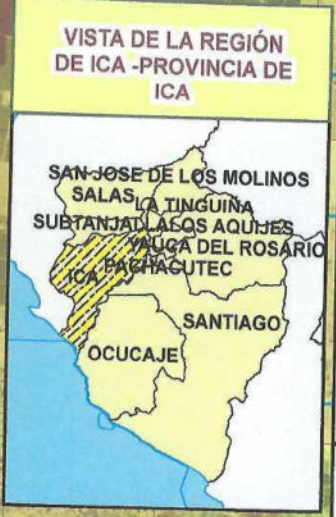 VISTA DE LA REGIÓN
DE ICA -PROVINCIA DE
ICA
SAN JOSE DE LOS MOLINOS
SALAS
LA TINGUIÑA
SUBTANJALLA
LOS AQUIJES
YAUCA DEL ROSARIO
PACHACUTEC
ICA
SANTIAGO
OCUCAJE